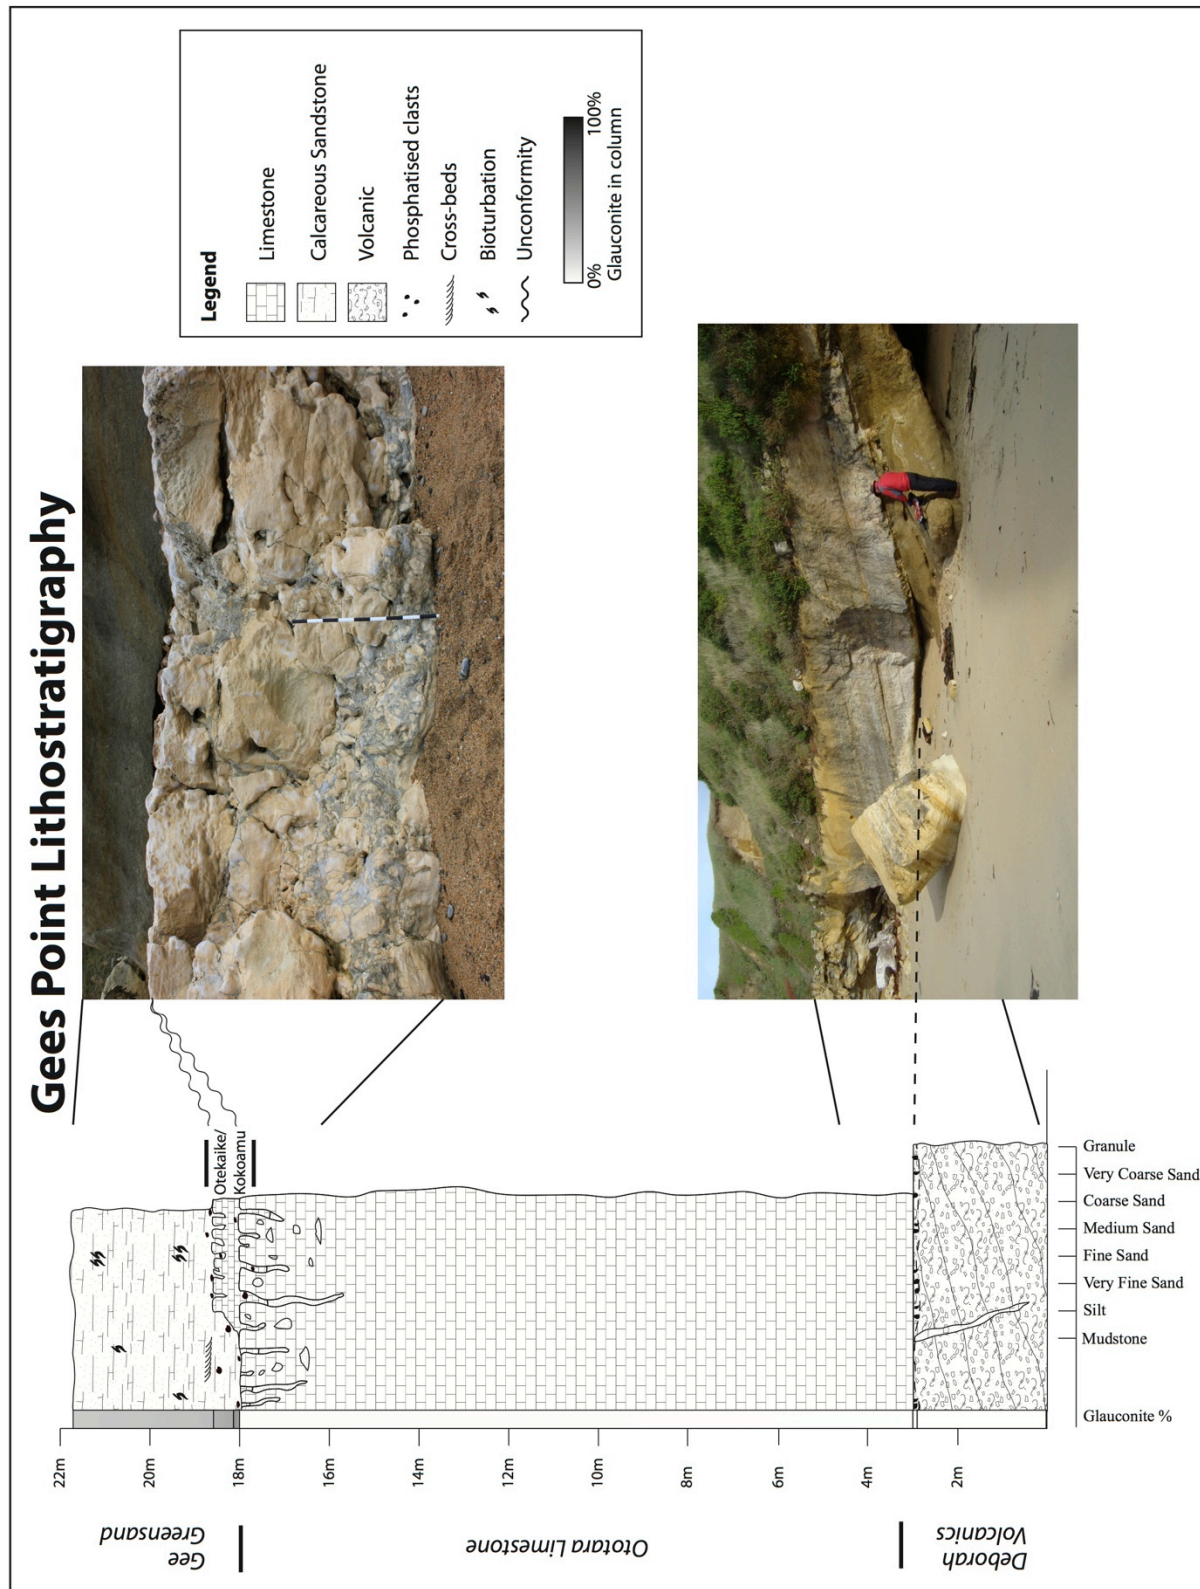 Gees Point Lithostratigraphy
Legend
Limestone
Calcareous Sandstone
Volcanic
Phosphatised clasts
Cross-beds
Bioturbation
Unconformity
0%
100%
Glauconite in column
Gee
Greensand
Ototara Limestone
Deborah
Volcanics
22m
20m
18m
16m
14m
12m
10m
8m
6m
4m
2m
Otekaike/
Kokoamu
Granule
Very Coarse Sand
Coarse Sand
Medium Sand
Fine Sand
Very Fine Sand
Silt
Mudstone
Glauconite %